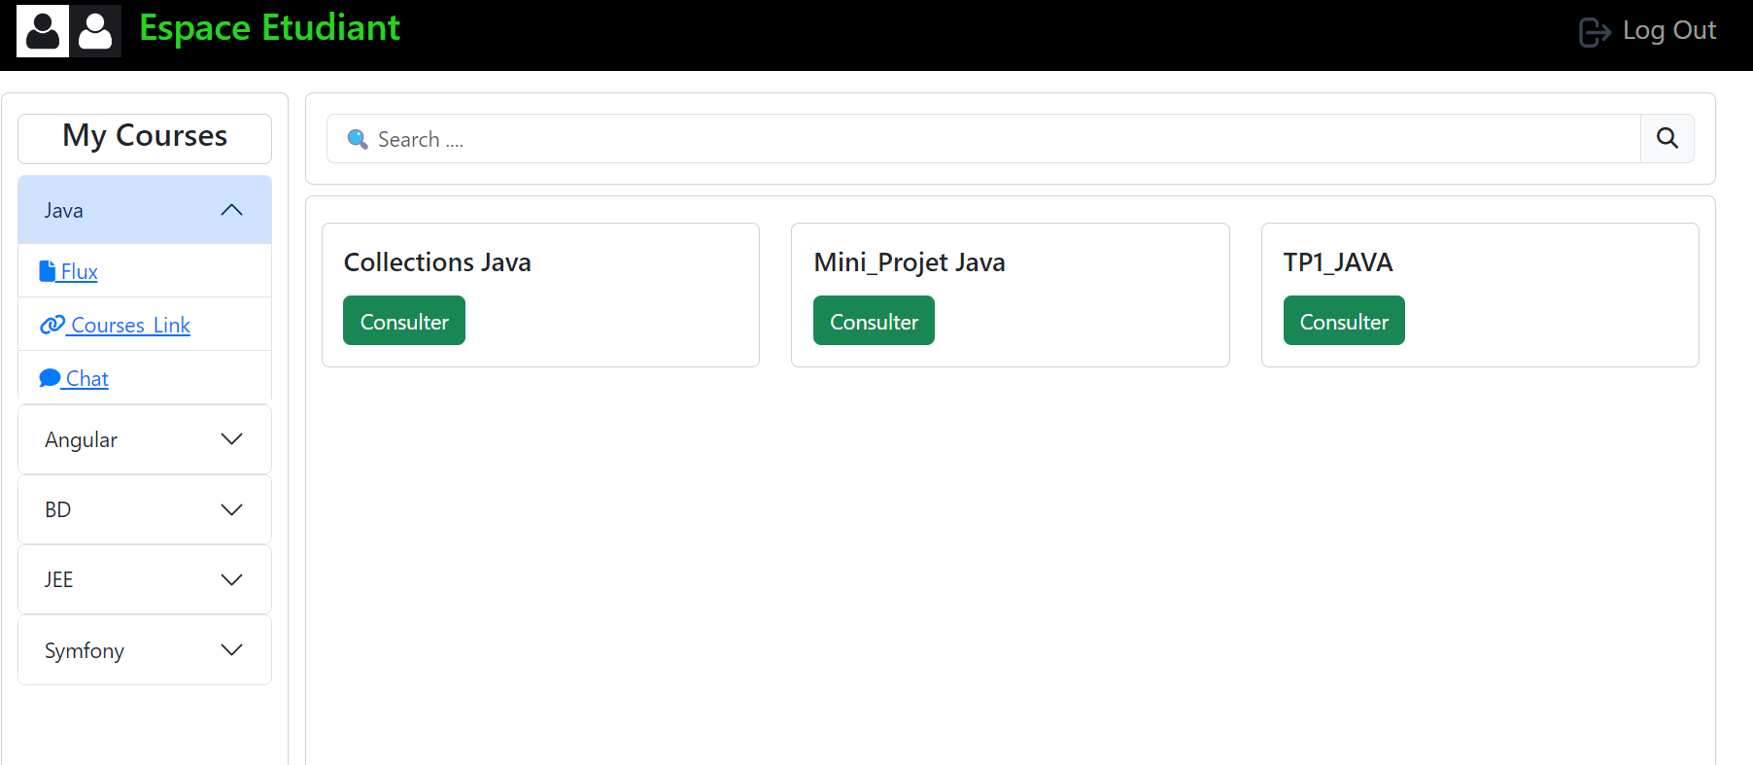 Espace Etudiant
Log Out
My Courses
Java
Flux
Courses_Link
Chat
Angular
BD
JEE
Symfony
Search ....
Collections Java
Consulter
Mini_Projet Java
Consulter
TP1_JAVA
Consulter